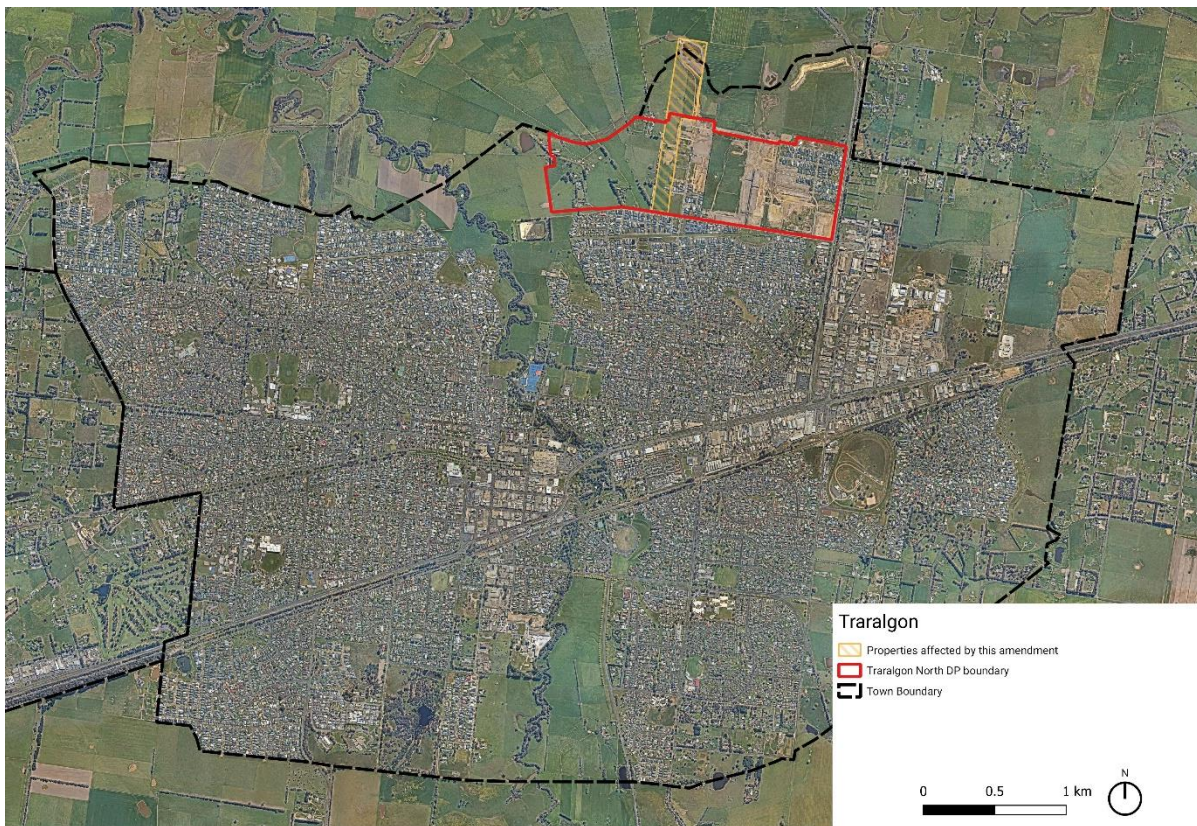 Traralgon
Properties affected by this amendment
Traralgon North DP boundary
Town Boundary
N
0 0.5 1 km